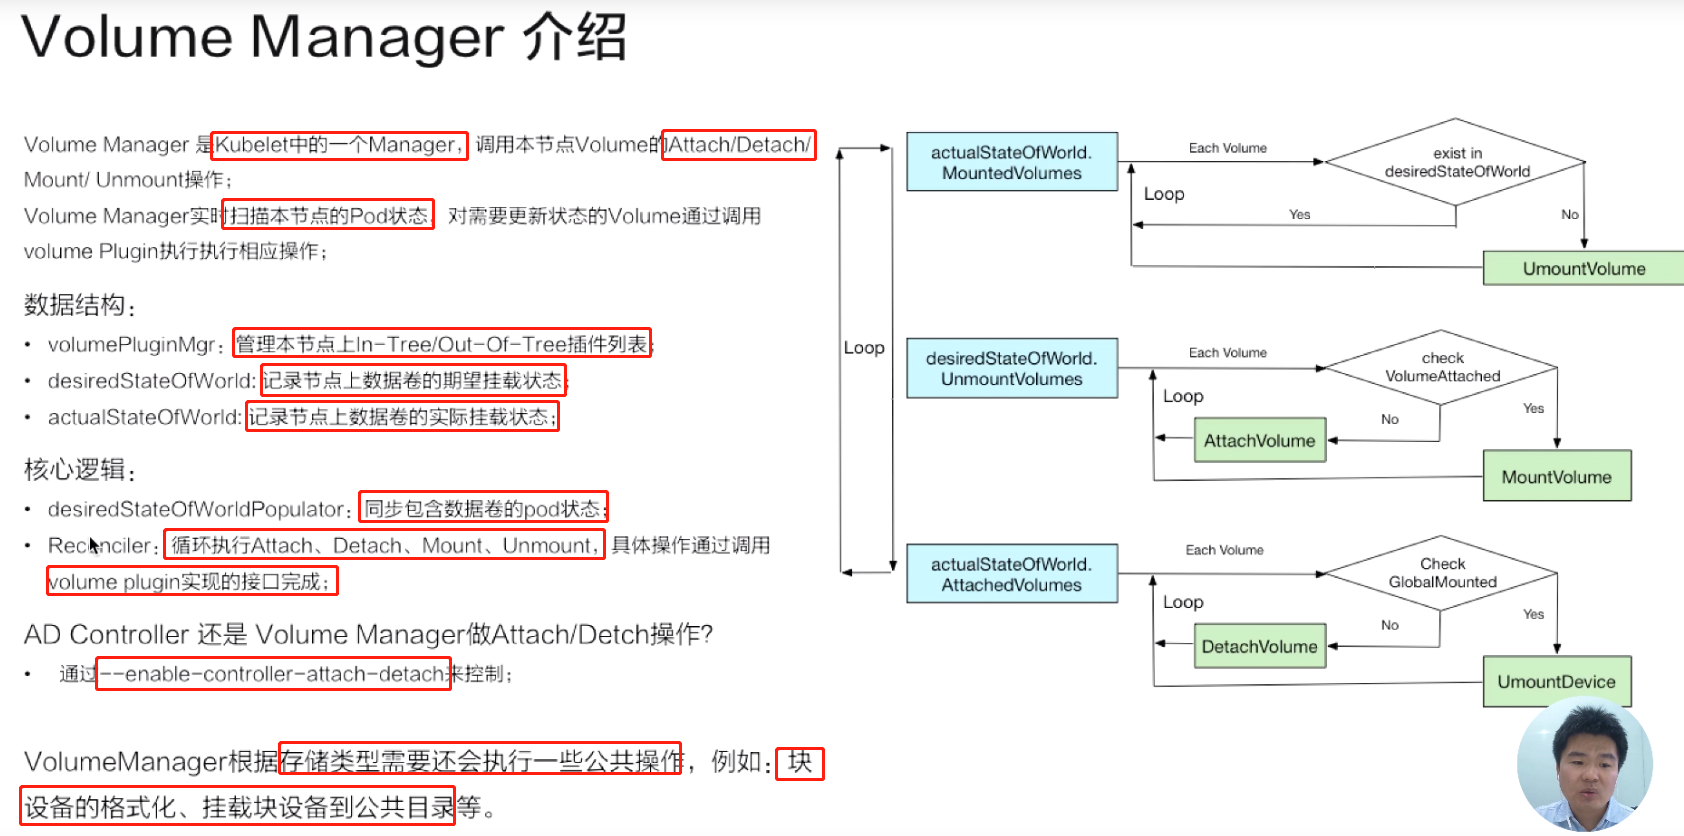 Volume Manager 介绍
Volume Manager 是Kubelet中的一个Manager，调用本节点Volume的Attach/Detach/
Mount/ Unmount操作；
Volume Manager实时扫描本节点的Pod状态，对需要更新状态的Volume通过调用
volume Plugin执行执行相应操作；
数据结构：
• volumePluginMgr：管理本节点上In-Tree/Out-Of-Tree插件列表；
• desiredStateOfWorld: 记录节点上数据卷的期望挂载状态；
• actualStateOfWorld: 记录节点上数据卷的实际挂载状态；
核心逻辑：
• desiredStateOfWorldPopulator：同步包含数据卷的pod状态；
• Reconciler：循环执行Attach、Detach、Mount、Unmount，具体操作通过调用
volume plugin实现的接口完成；
AD Controller 还是 Volume Manager做Attach/Detch操作？
• 通过--enable-controller-attach-detach来控制；
VolumeManager根据存储类型需要还会执行一些公共操作，例如：块
设备的格式化、挂载块设备到公共目录等。
Loop
actualStateOfWorld.
MountedVolumes
Each Volume
exist in
desiredStateOfWorld
Loop
Yes
No
UmountVolume
desiredStateOfWorld.
UnmountVolumes
Each Volume
check
VolumeAttached
Loop
No
Yes
AttachVolume
MountVolume
actualStateOfWorld.
AttachedVolumes
Each Volume
Check
GlobalMounted
Loop
No
Yes
DetachVolume
UmountDevice